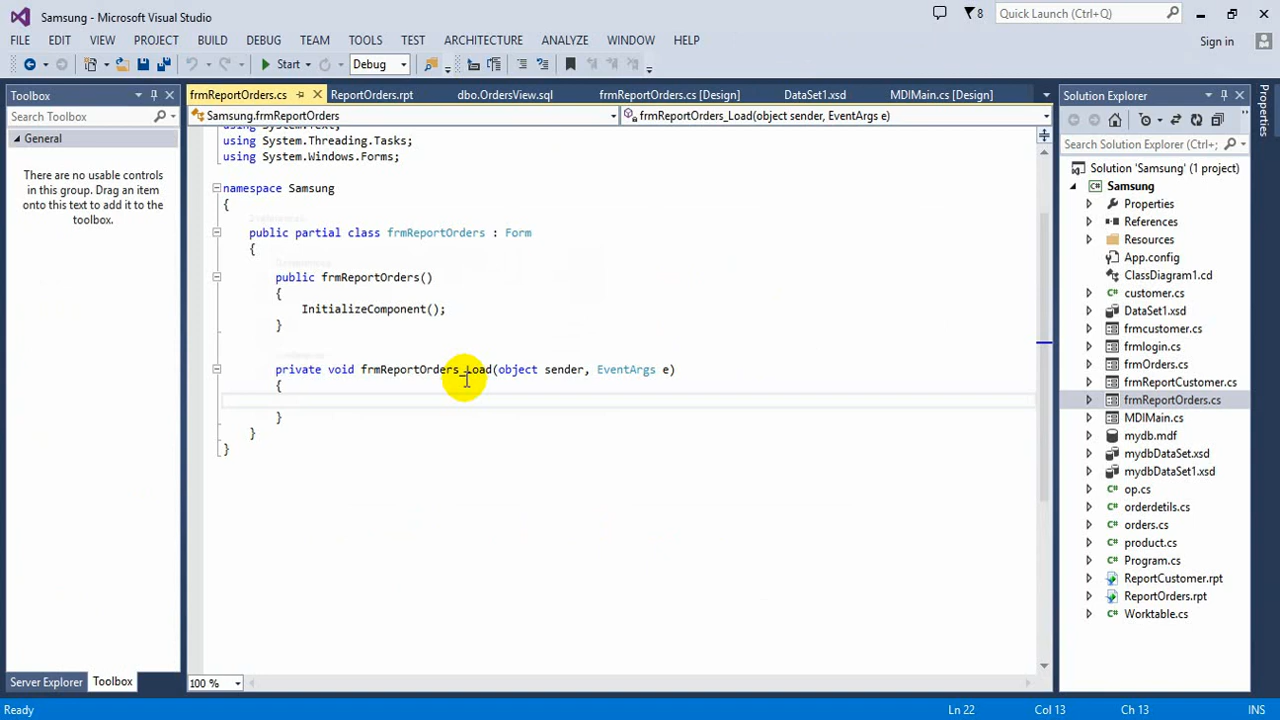 Samsung - Microsoft Visual Studio
8
Quick Launch (Ctrl+Q)
FILE EDIT VIEW PROJECT BUILD DEBUG TEAM TOOLS TEST ARCHITECTURE ANALYZE WINDOW HELP
Sign in
Start
Debug
Toolbox
Search Toolbox
General
There are no usable controls
in this group. Drag an item
onto this text to add it to the
toolbox.
Server Explorer
Toolbox
frmReportOrders.cs
ReportOrders.rpt
dbo.OrdersView.sql
frmReportOrders.cs [Design]
DataSet1.xsd
MDIMain.cs [Design]
Samsung.frmReportOrders
frmReportOrders_Load(object sender, EventArgs e)
using System.Text;
using System.Threading.Tasks;
using System.Windows.Forms;
namespace Samsung
{
public partial class frmReportOrders : Form
{
public frmReportOrders()
{
InitializeComponent();
}
private void frmReportOrders_Load(object sender, EventArgs e)
{
}
}
}
100 %
Solution Explorer
Search Solution Explorer (Ctrl+;
Solution 'Samsung' (1 project)
Samsung
Properties
References
Resources
App.config
ClassDiagram1.cd
customer.cs
DataSet1.xsd
frmcustomer.cs
frmlogin.cs
frmOrders.cs
frmReportCustomer.cs
frmReportOrders.cs
MDIMain.cs
mydb.mdf
mydbDataSet.xsd
mydbDataSet1.xsd
op.cs
orderdetils.cs
orders.cs
product.cs
Program.cs
ReportCustomer.rpt
ReportOrders.rpt
Worktable.cs
Properties
Ready
Ln 22
Col 13
Ch 13
INS